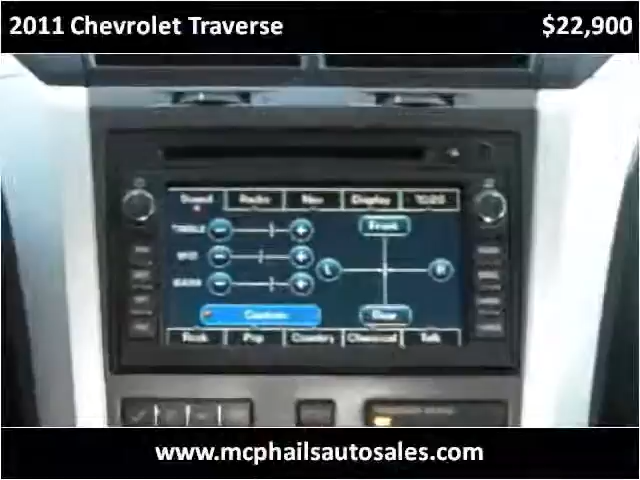 2011 Chevrolet Traverse $22,900
Sound Radio Nav Display
TREBLE
MID
BASS
Front
L R
Custom
Rear
Rock Pop Country Classical Talk
www.mcphailsautosales.com